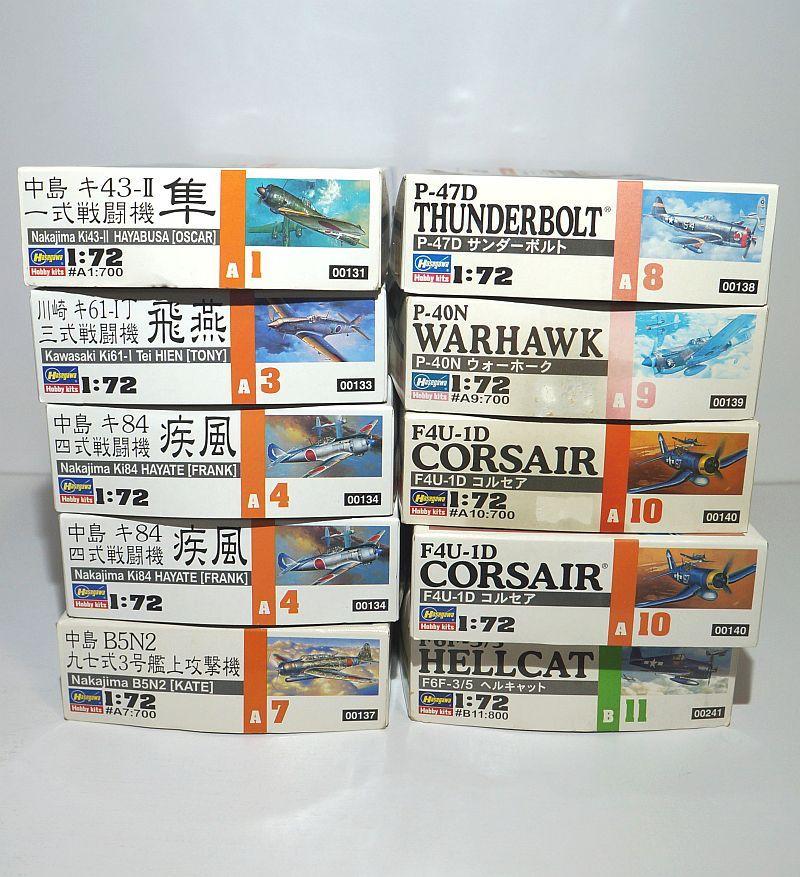 中島 キ43-II
一式戦闘機 隼
Nakajima Ki43-II HAYABUSA [OSCAR]
Hasegawa
Hobby kits
1:72
#A1:700
A 1
00131
川崎 キ61-I丁
三式戦闘機 飛燕
Kawasaki Ki61-I Tei HIEN [TONY]
Hasegawa
Hobby kits
1:72
A 3
00133
中島 キ84
四式戦闘機 疾風
Nakajima Ki84 HAYATE [FRANK]
Hasegawa
Hobby kits
1:72
A 4
00134
中島 キ84
四式戦闘機 疾風
Nakajima Ki84 HAYATE [FRANK]
Hasegawa
Hobby kits
1:72
A 4
00134
中島 B5N2
九七式3号艦上攻撃機
Nakajima B5N2 [KATE]
Hasegawa
Hobby kits
1:72
#A7:700
A 7
00137
P-47D
THUNDERBOLT®
P-47D サンダーボルト
Hasegawa
Hobby kits
1:72
A 8
00138
P-40N
WARHAWK
P-40N ウォーホーク
Hasegawa
Hobby kits
1:72
#A9:700
A 9
00139
F4U-1D
CORSAIR
F4U-1D コルセア
Hasegawa
Hobby kits
1:72
#A10:700
A 10
00140
F4U-1D
CORSAIR®
F4U-1D コルセア
Hasegawa
Hobby kits
1:72
A 10
00140
F6F-3/5
HELLCAT
F6F-3/5 ヘルキャット
Hasegawa
Hobby kits
1:72
#B11:800
B 11
00241